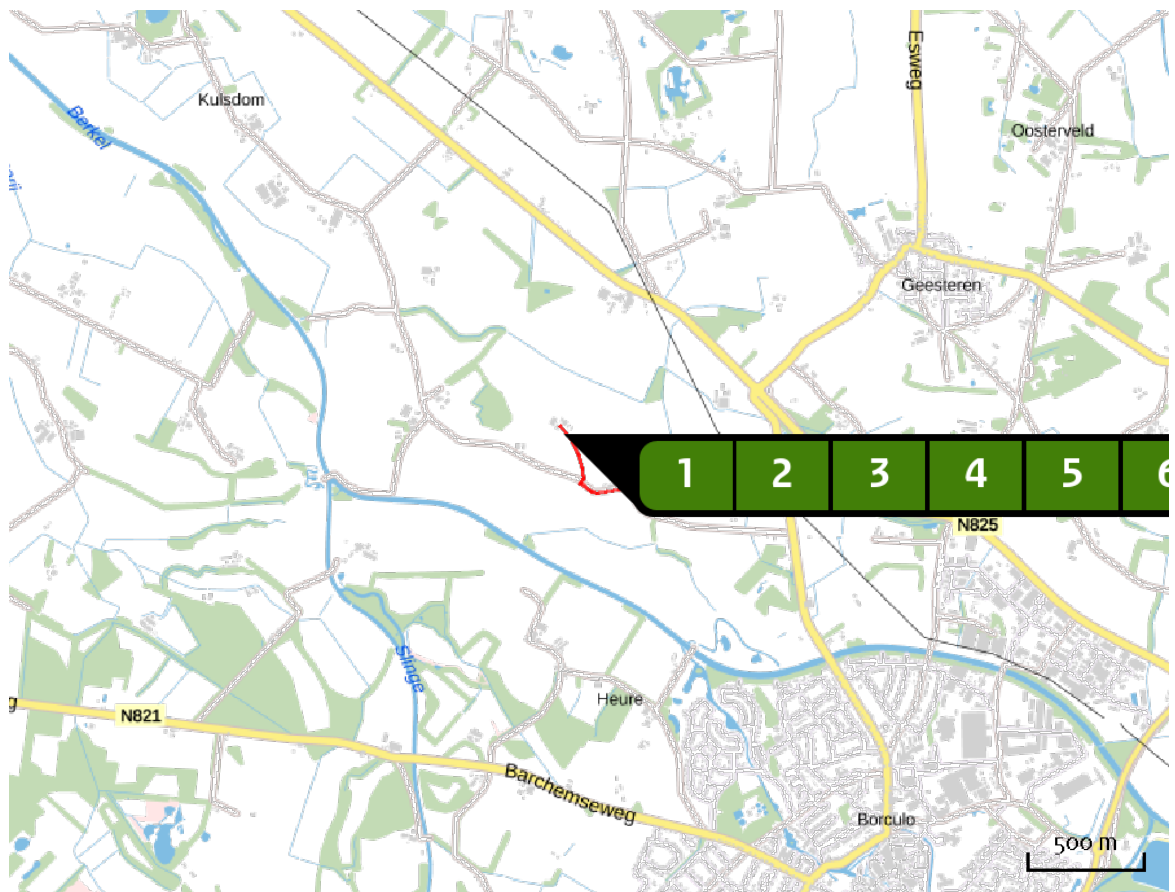 Esweg
Kulsdom
Berkel
Oosterveld
Geesteren
1 2 3 4 5 6
N825
Slinge
Heure
N821
Barchemseweg
Borculo
500 m